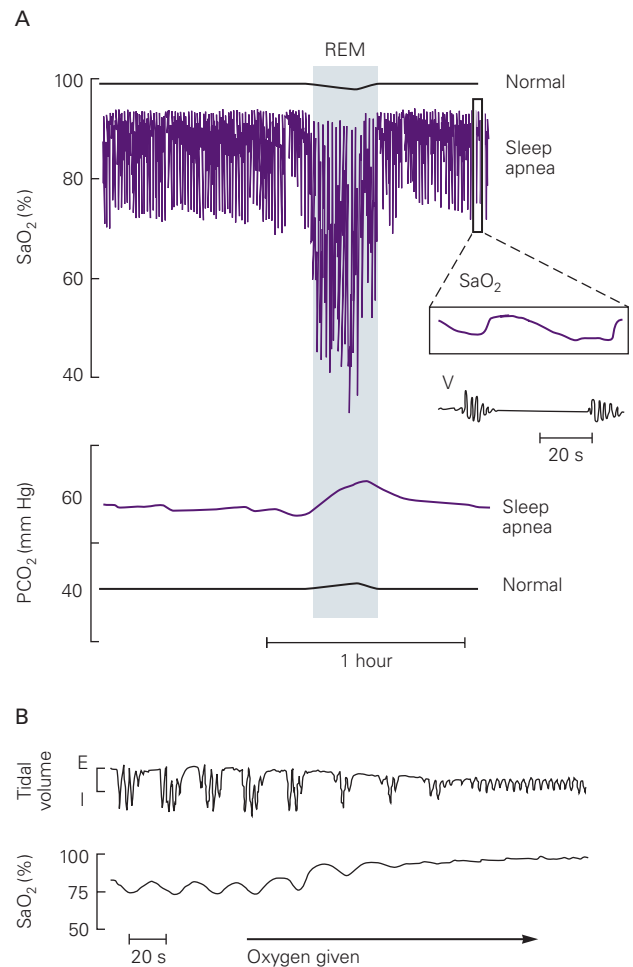 A
REM
100
Normal
Sleep
apnea
80
SaO2 (%)
60
SaO2
40
V
20 s
60
Sleep
apnea
PCO2 (mm Hg)
40
Normal
1 hour
B
Tidal
volume
E
I
SaO2 (%)
100
75
50
20 s
Oxygen given